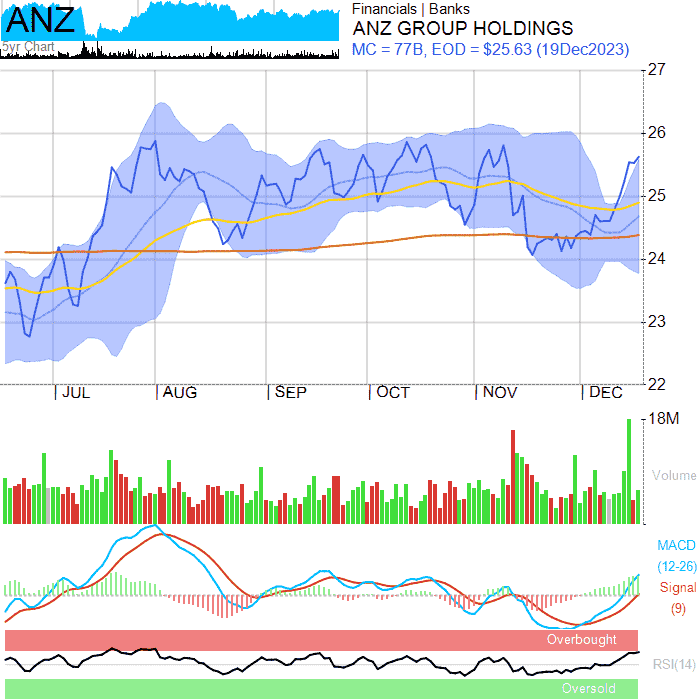 ANZ
5yr Chart
Financials | Banks
ANZ GROUP HOLDINGS
MC = 77B, EOD = $25.63 (19Dec2023)
27
26
25
24
23
22
JUL AUG SEP OCT NOV DEC
18M
Volume
MACD
(12-26)
Signal
(9)
Overbought
RSI(14)
Oversold